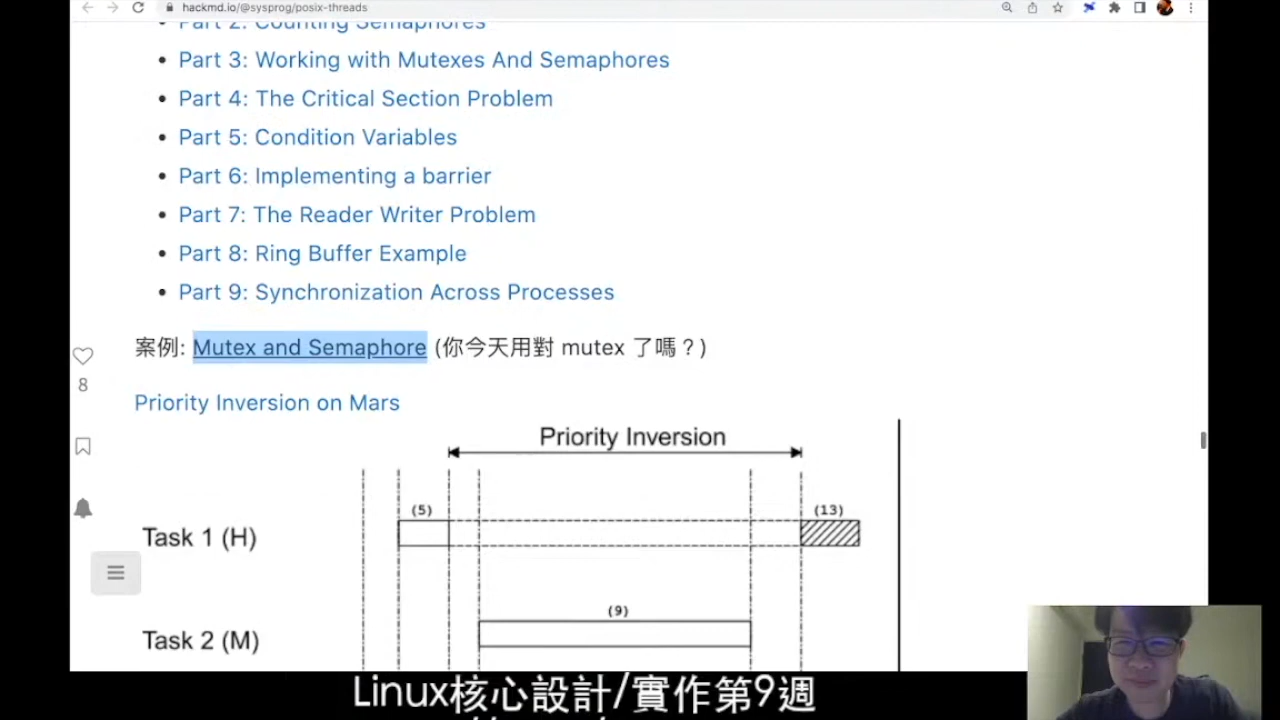 hackmd.io/@sysprog/posix-threads
Part 2: Counting Semaphores
Part 3: Working with Mutexes And Semaphores
Part 4: The Critical Section Problem
Part 5: Condition Variables
Part 6: Implementing a barrier
Part 7: The Reader Writer Problem
Part 8: Ring Buffer Example
Part 9: Synchronization Across Processes
案例: Mutex and Semaphore (你今天用對 mutex 了嗎？)
8
Priority Inversion on Mars
Priority Inversion
(5)
(13)
Task 1 (H)
(9)
Task 2 (M)
Linux核心設計/實作第9週